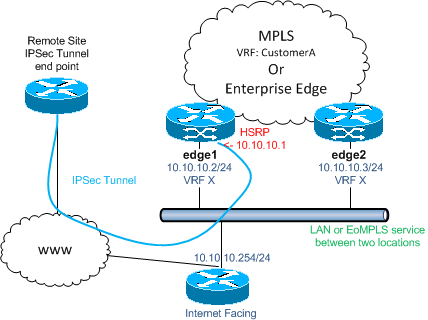 Remote Site
IPSec Tunnel
end point
MPLS
VRF: CustomerA
Or
Enterprise Edge
HSRP
<- 10.10.10.1
edge1
10.10.10.2/24
VRF X
edge2
10.10.10.3/24
VRF X
IPSec Tunnel
LAN or EoMPLS service
between two locations
www
10.10.10.254/24
Internet Facing